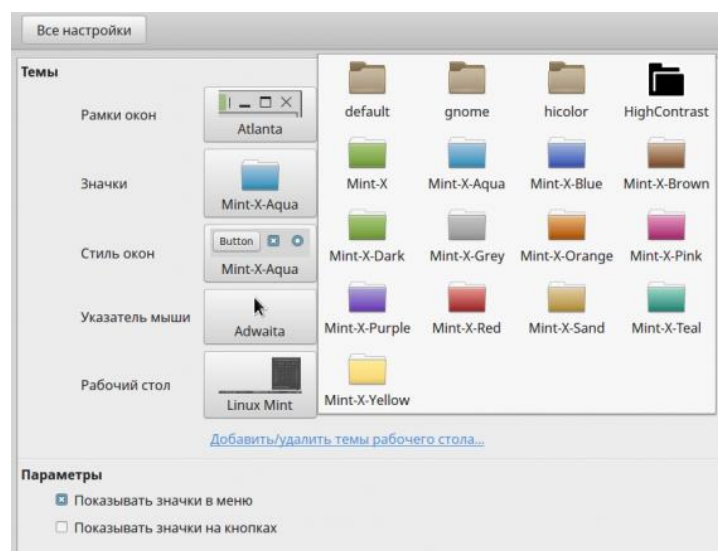 Все настройки
Темы
Рамки окон
Atlanta
Значки
Mint-X-Aqua
Стиль окон
Button
Mint-X-Aqua
Указатель мыши
Adwaita
Рабочий стол
Linux Mint
default gnome hicolor HighContrast
Mint-X Mint-X-Aqua Mint-X-Blue Mint-X-Brown
Mint-X-Dark Mint-X-Grey Mint-X-Orange Mint-X-Pink
Mint-X-Purple Mint-X-Red Mint-X-Sand Mint-X-Teal
Mint-X-Yellow
Добавить/удалить темы рабочего стола...
Параметры
Показывать значки в меню
Показывать значки на кнопках